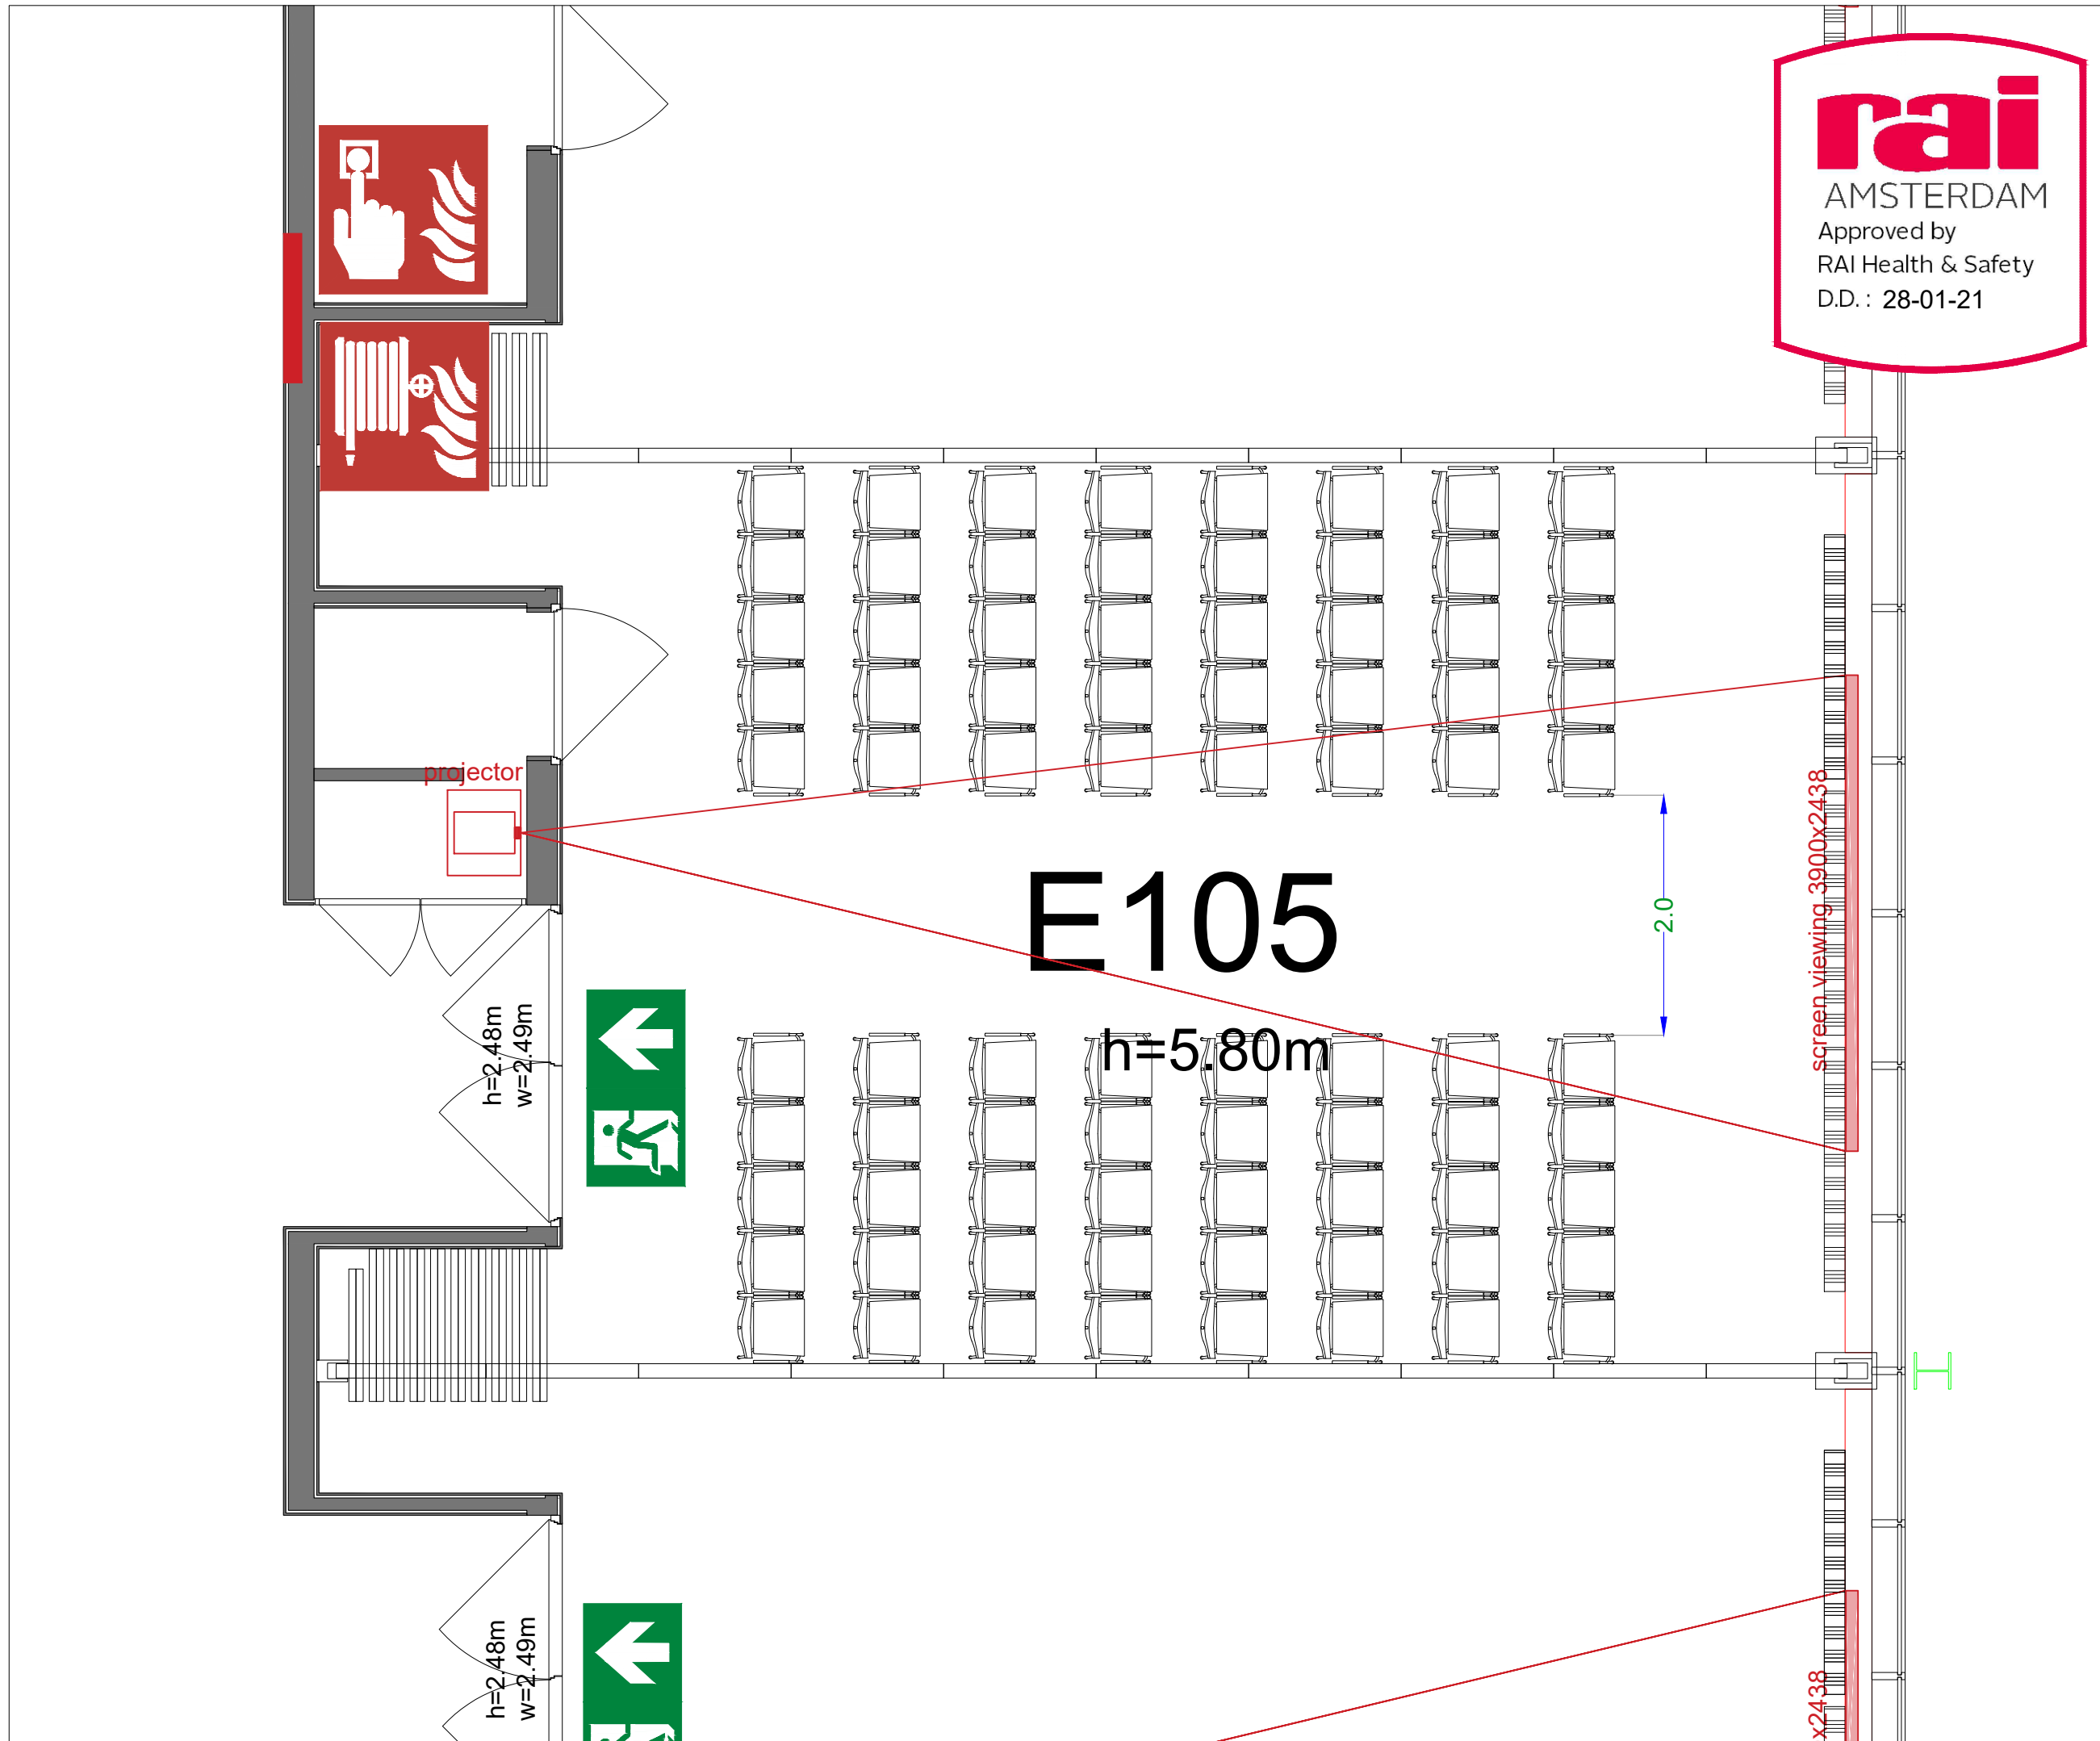 rai
AMSTERDAM
Approved by
RAI Health & Safety
D.D. : 28-01-21
projector
E105
h=5.80m
2.0
screen viewing 3900x2438
h=2.48m
w=2.49m
h=2.48m
w=2.49m
x2438